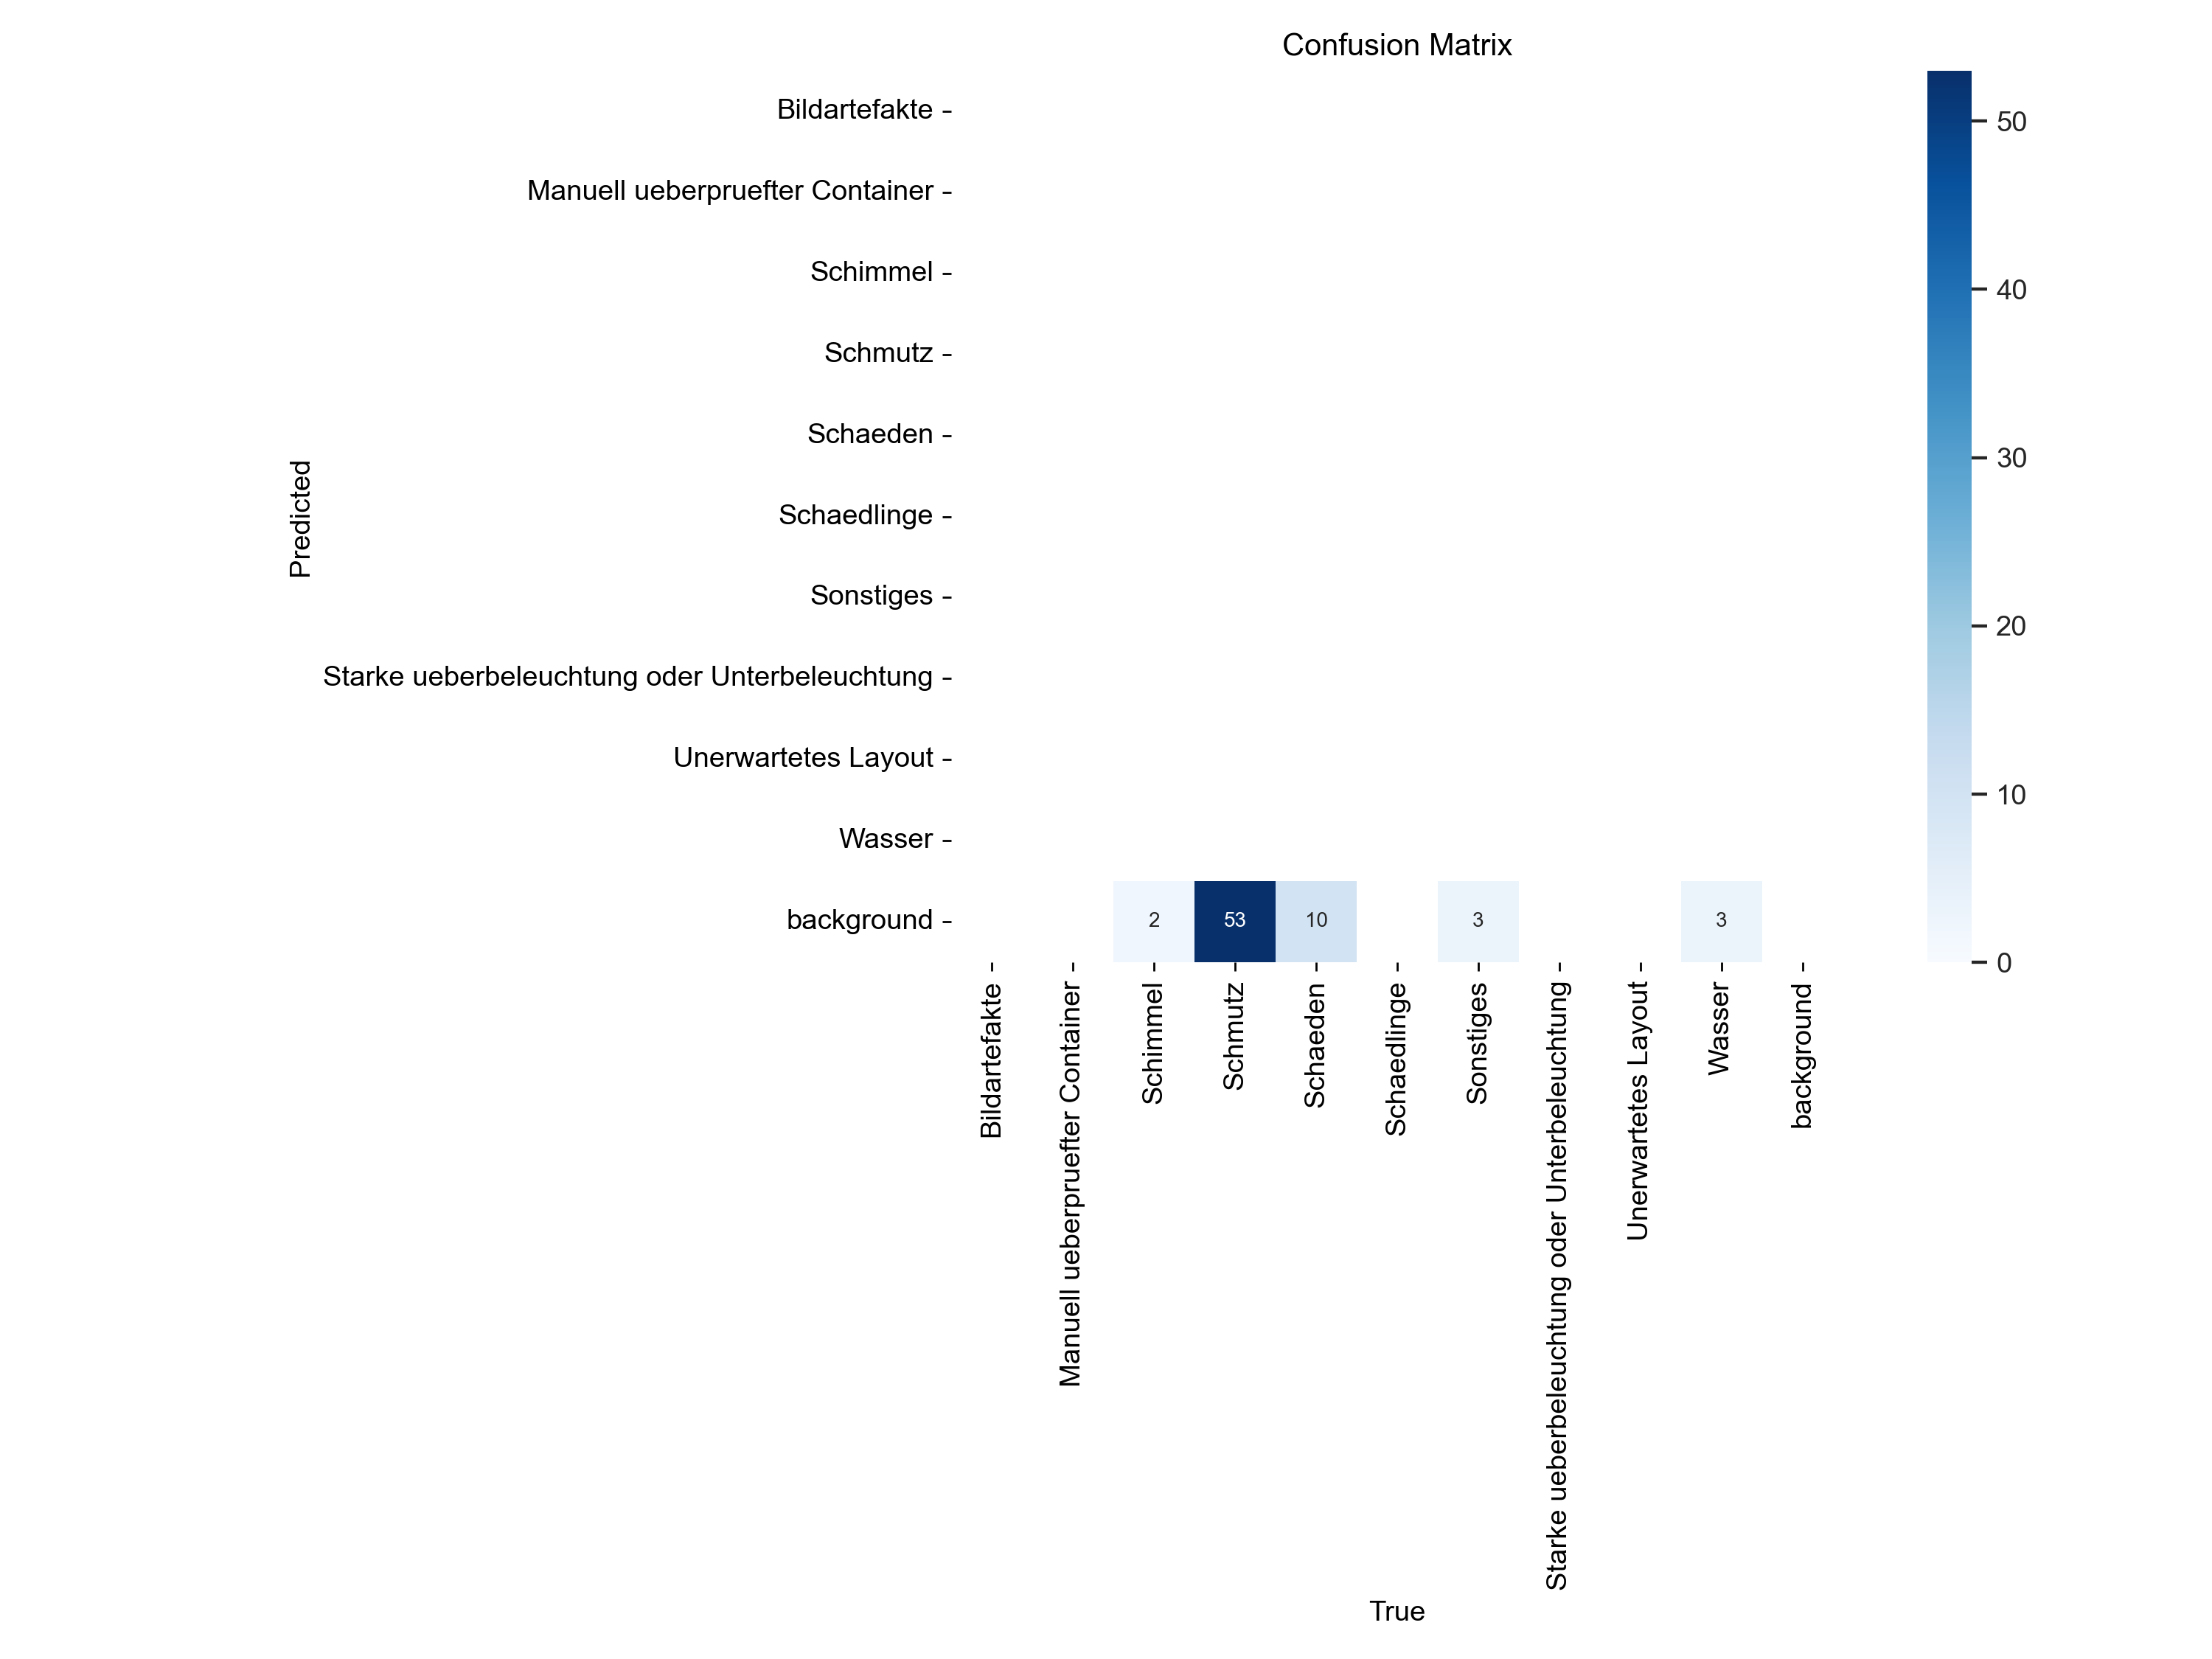 Confusion Matrix
Predicted
Bildartefakte
Manuell ueberpruefter Container
Schimmel
Schmutz
Schaeden
Schaedlinge
Sonstiges
Starke ueberbeleuchtung oder Unterbeleuchtung
Unerwartetes Layout
Wasser
background
2 53 10 3 3
Bildartefakte
Manuell ueberpruefter Container
Schimmel
Schmutz
Schaeden
Schaedlinge
Sonstiges
Starke ueberbeleuchtung oder Unterbeleuchtung
Unerwartetes Layout
Wasser
background
True
50
40
30
20
10
0